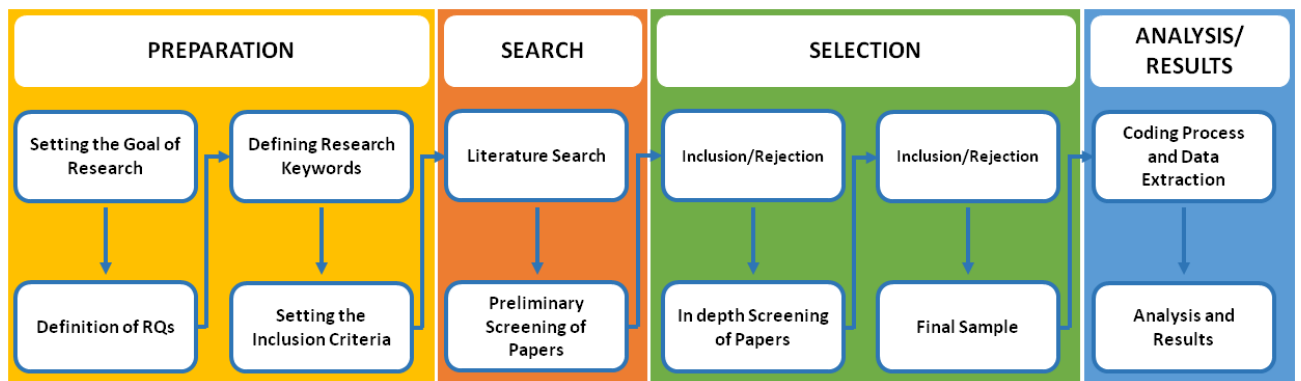 PREPARATION
SEARCH
SELECTION
ANALYSIS/
RESULTS
Setting the Goal of
Research
Definition of RQs
Defining Research
Keywords
Setting the
Inclusion Criteria
Literature Search
Preliminary
Screening of
Papers
Inclusion/Rejection
In depth Screening
of Papers
Inclusion/Rejection
Final Sample
Coding Process
and Data
Extraction
Analysis and
Results